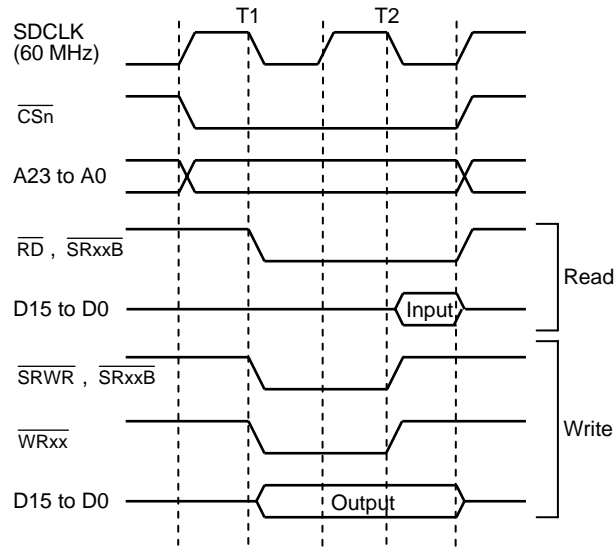 T1 T2
SDCLK
(60 MHz)
CSn
A23 to A0
RD , SRxxB
Read
D15 to D0 Input
SRWR , SRxxB
Write
WRxx
D15 to D0 Output